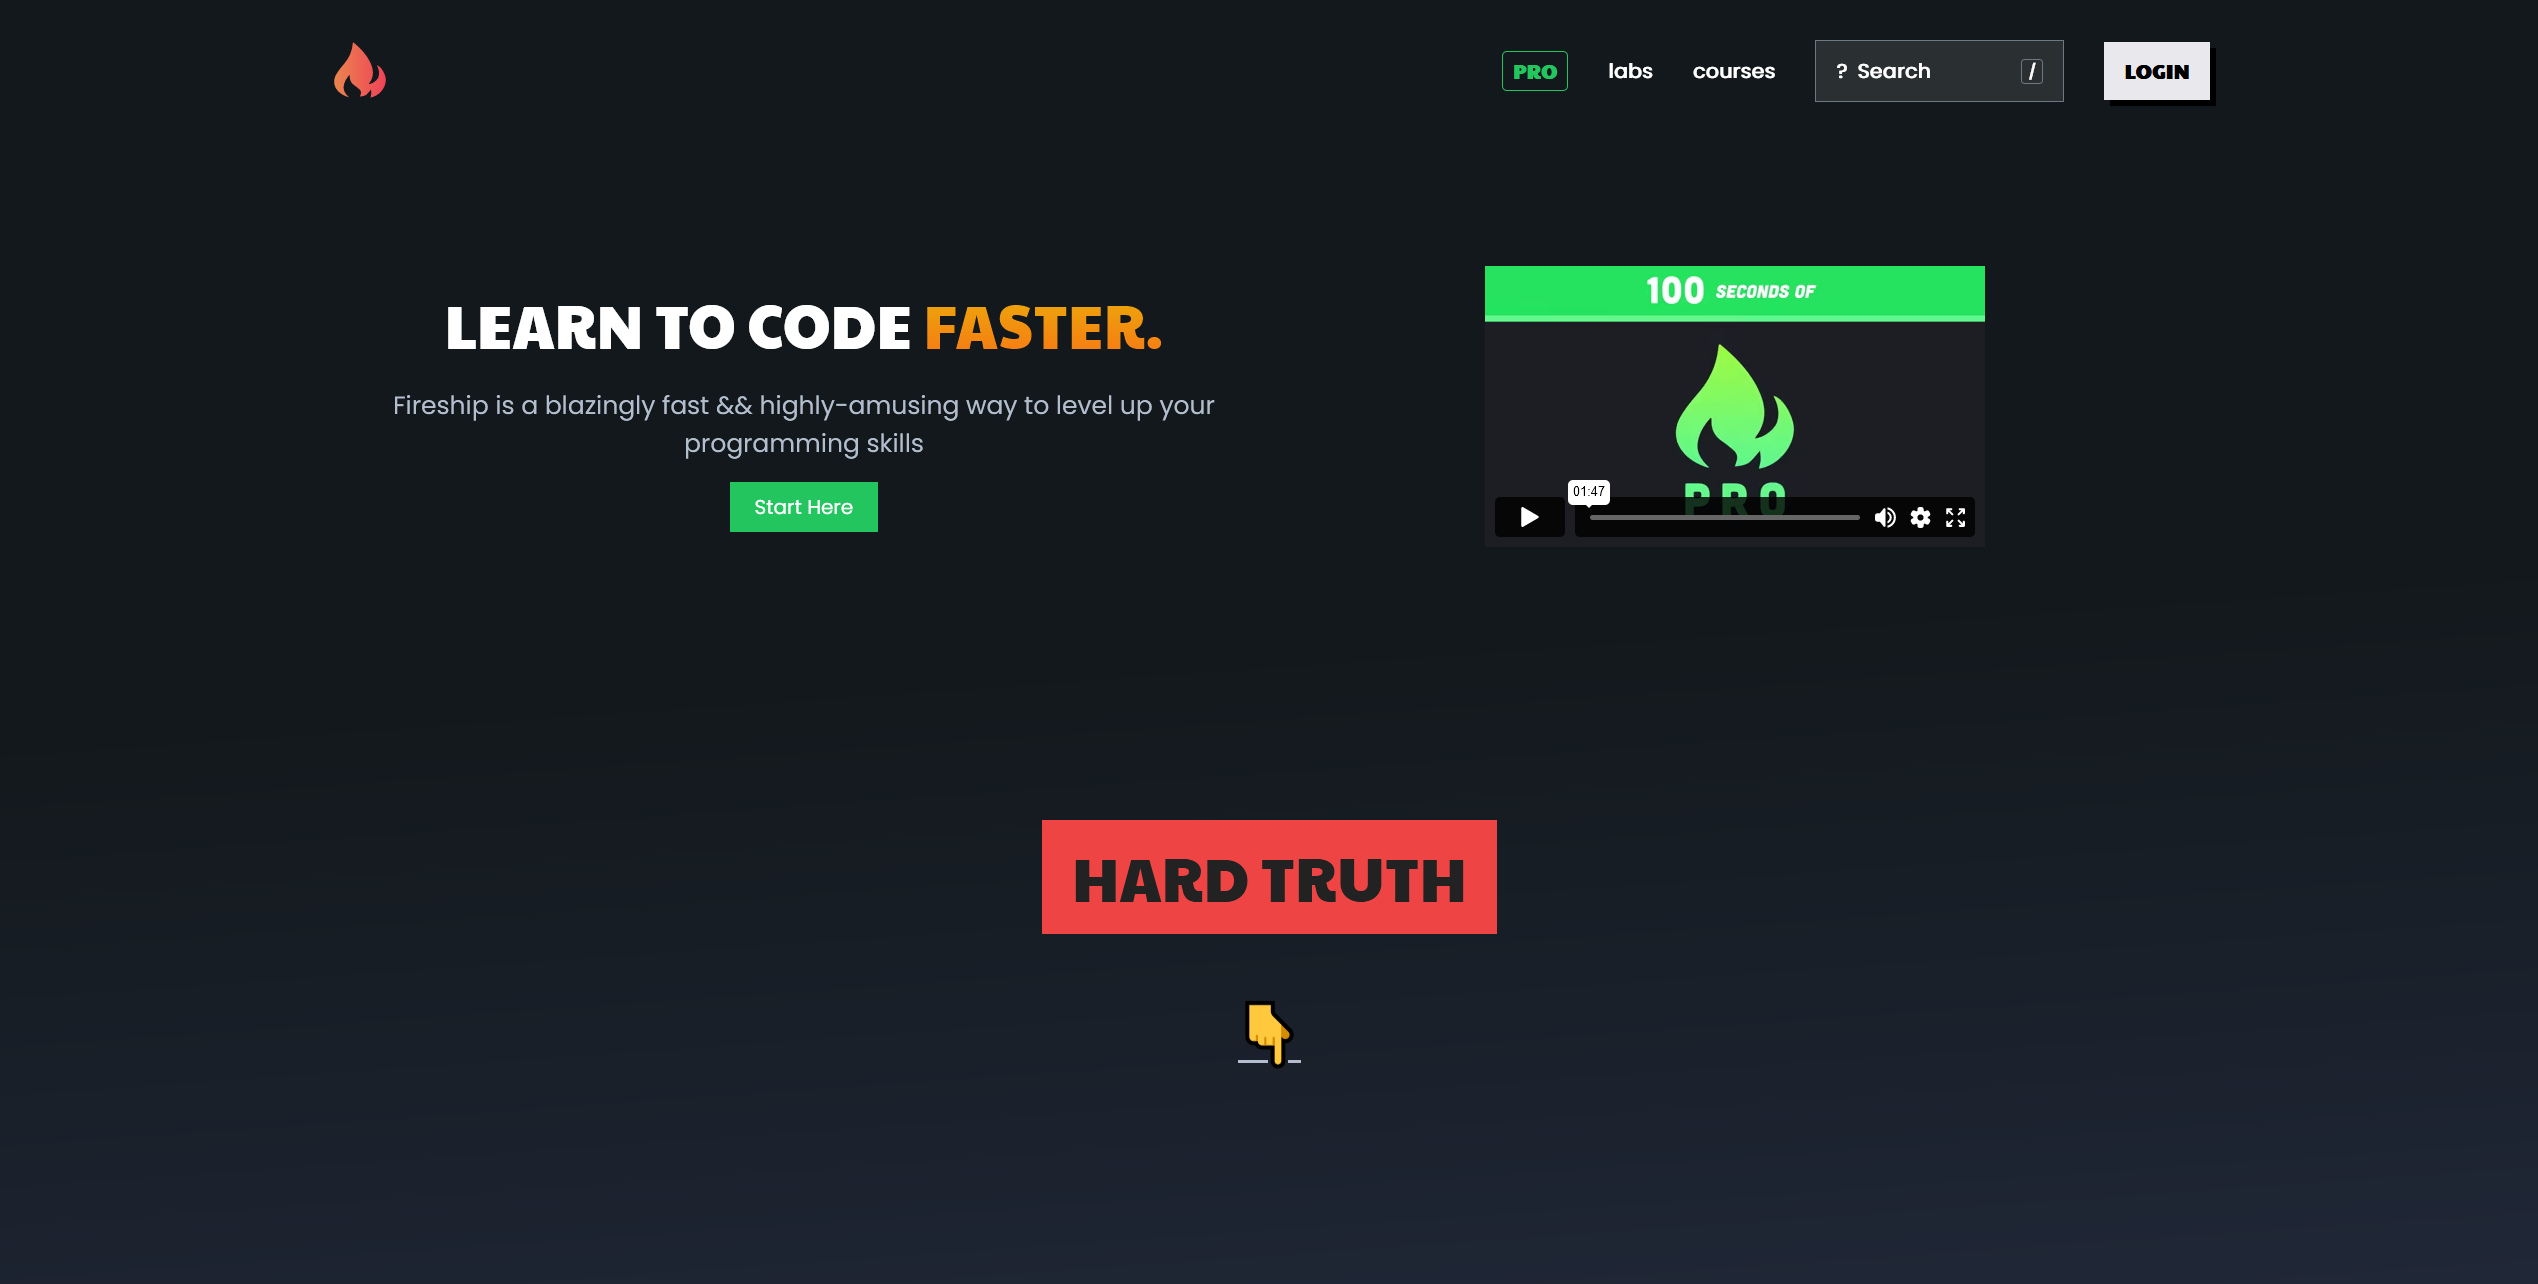 PRO
labs
courses
? Search
/
LOGIN
LEARN TO CODE FASTER.
Fireship is a blazingly fast && highly-amusing way to level up your
programming skills
Start Here
100 SECONDS OF
PRO
01:47
HARD TRUTH